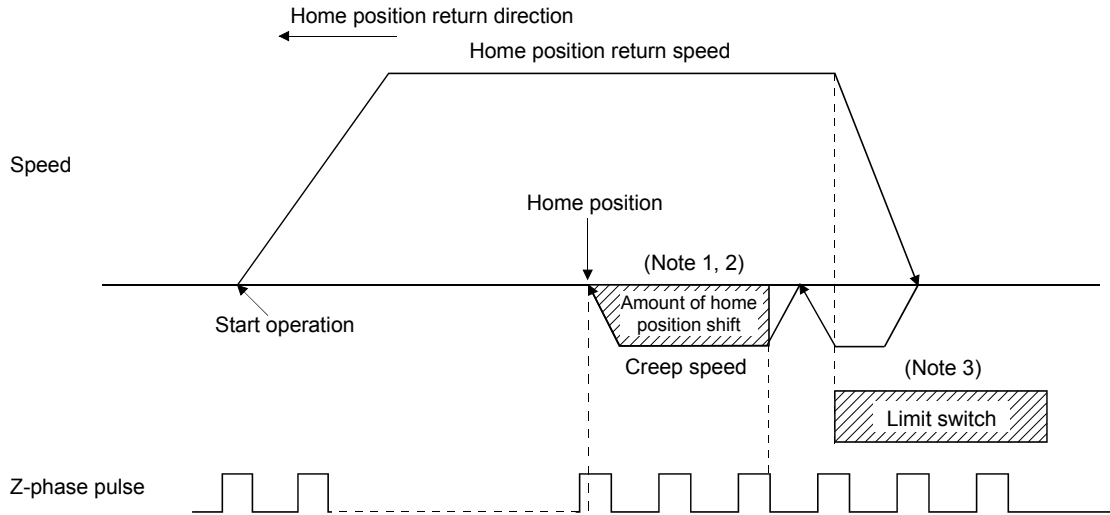 Home position return direction
Home position return speed
Speed
Home position
(Note 1, 2)
Amount of home
position shift
Start operation
Creep speed
(Note 3)
Limit switch
Z-phase pulse